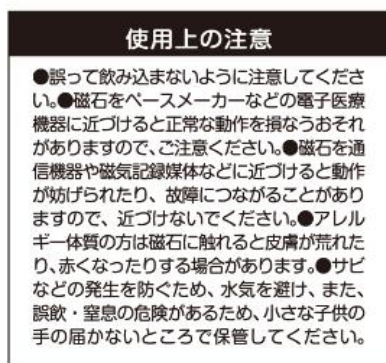 使用上の注意
●誤って飲み込まないように注意してくださ
い。●磁石をペースメーカーなどの電子医療
機器に近づけると正常な動作を損なうおそれ
がありますので、ご注意ください。●磁石を通
信機器や磁気記録媒体などに近づけると動作
が妨げられたり、故障につながることがあり
ますので、近づけないでください。●アレル
ギー体質の方は磁石に触れると皮膚が荒れた
り、赤くなったりする場合があります。●サビ
などの発生を防ぐため、水気を避け、また、
誤飲・窒息の危険があるため、小さな子供の
手の届かないところで保管してください。